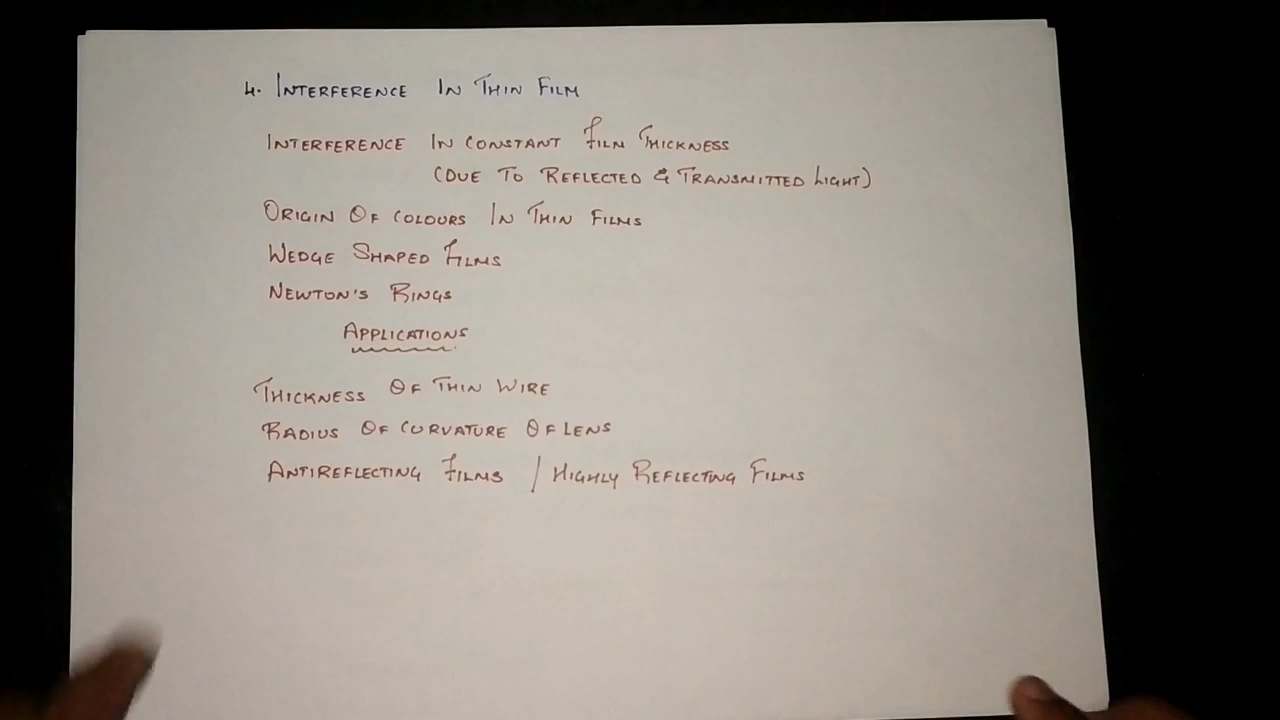 4. INTERFERENCE IN THIN FILM
INTERFERENCE IN CONSTANT FILM THICKNESS
(DUE TO REFLECTED & TRANSMITTED LIGHT)
ORIGIN OF COLOURS IN THIN FILMS
WEDGE SHAPED FILMS
NEWTON'S RINGS
APPLICATIONS
THICKNESS OF THIN WIRE
RADIUS OF CURVATURE OF LENS
ANTIREFLECTING FILMS / HIGHLY REFLECTING FILMS